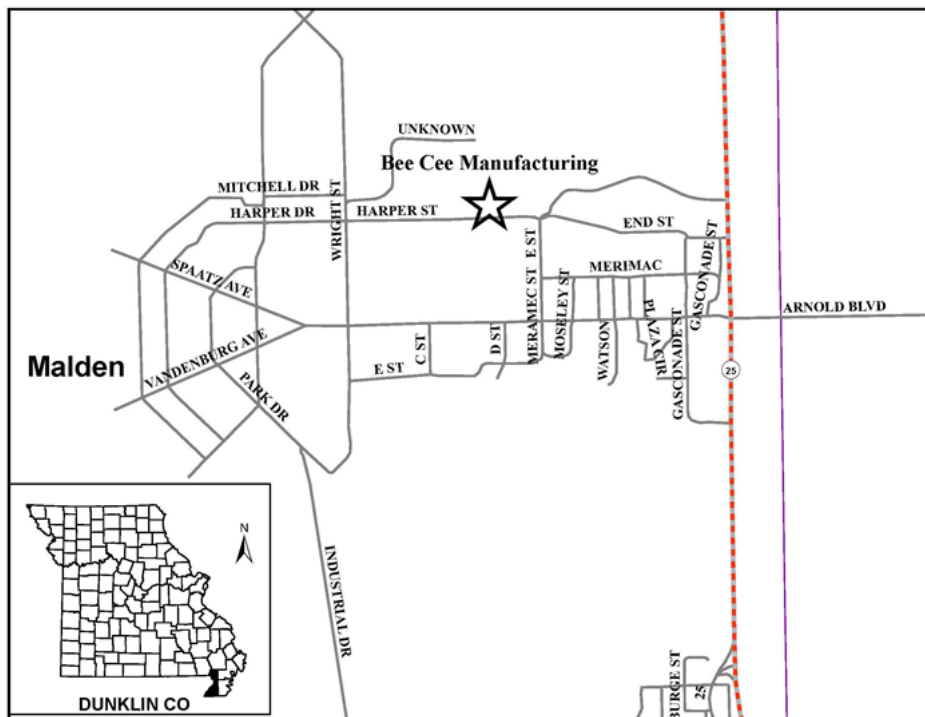 UNKNOWN
Bee Cee Manufacturing
MITCHELL DR
HARPER DR
WRIGHT ST
HARPER ST
END ST
E ST
MERAMEC ST
MERIMAC
GASCONADE ST
SPAATZ AVE
MOSELEY ST
ARNOLD BLVD
Malden
VANDENBURG AVE
C ST
D ST
WATSON
PLAZA CIR
GASCONADE ST
E ST
PARK DR
25
N
INDUSTRIAL DR
BURGE ST
25
DUNKLIN CO